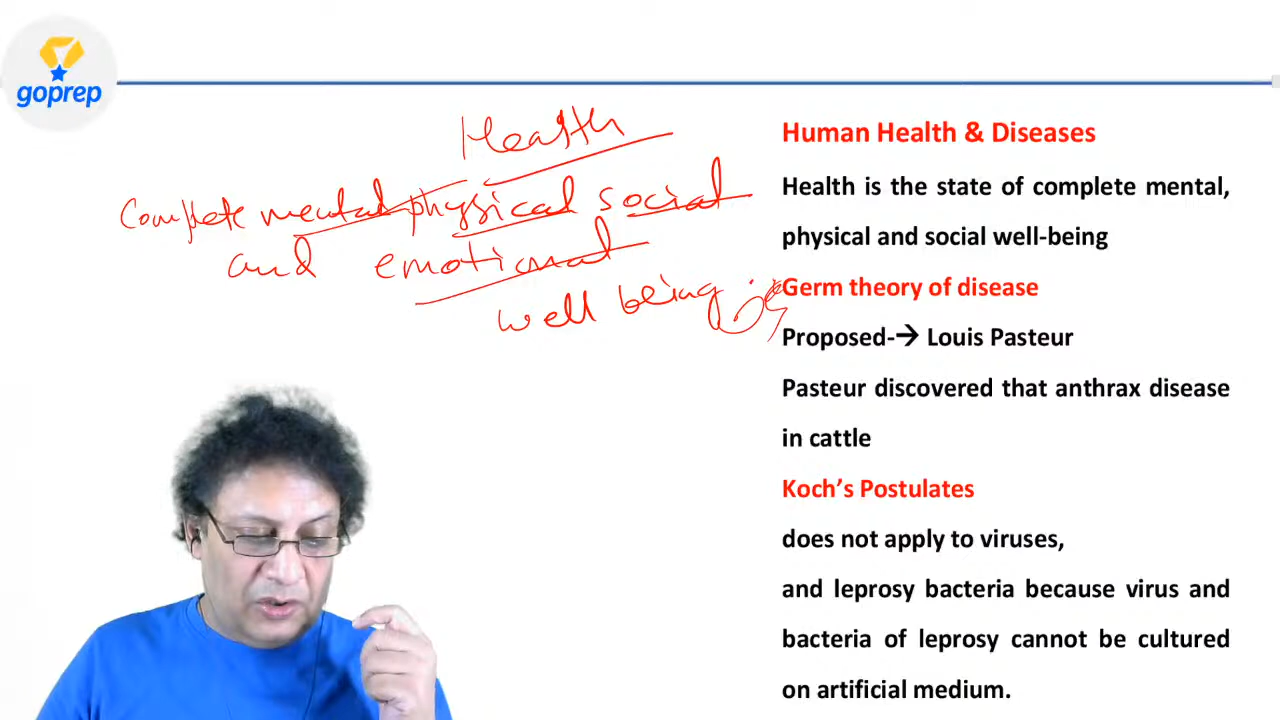 goprep
Health
Complete mental physical social
and emotional
well being
Human Health & Diseases
Health is the state of complete mental,
physical and social well-being
Germ theory of disease
Proposed-→ Louis Pasteur
Pasteur discovered that anthrax disease
in cattle
Koch's Postulates
does not apply to viruses,
and leprosy bacteria because virus and
bacteria of leprosy cannot be cultured
on artificial medium.